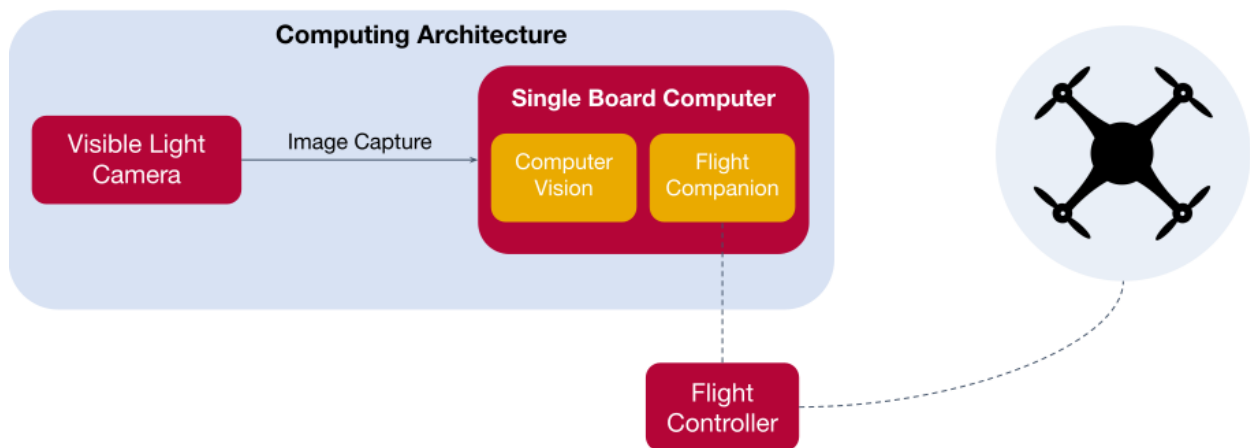 Computing Architecture
Visible Light
Camera
Image Capture
Single Board Computer
Computer
Vision
Flight
Companion
Flight
Controller